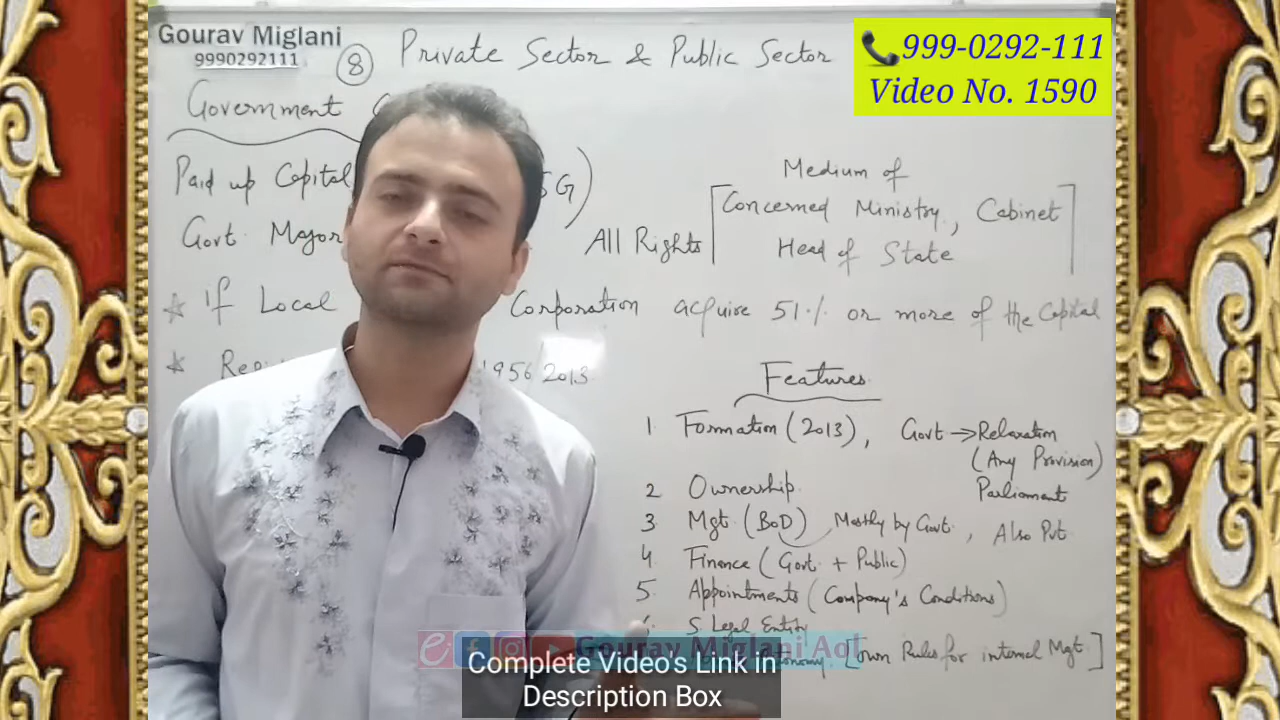 Gourav Miglani
9990292111
8 Private Sector & Public Sector
📞999-0292-111
Video No. 1590
Government
Paid up Capital SG)
Govt. Major
All Rights
Medium of
[Concerned Ministry, Cabinet]
Head of State
★ If Local Corporation acquire 51% or more of the Capital
★ 1956/2013
Features
1 Formation (2013), Govt → Relaxation
(Any Provision)
Parliament
2 Ownership
3 Mgt (BoD) Mostly by Govt., Also Pvt
4 Finance (Govt. + Public)
5. Appointments (Company's Conditions)
S Legal Entity
[Own Rules for internal Mgt]
Gourav Miglani Aol
Complete Video's Link in
Description Box